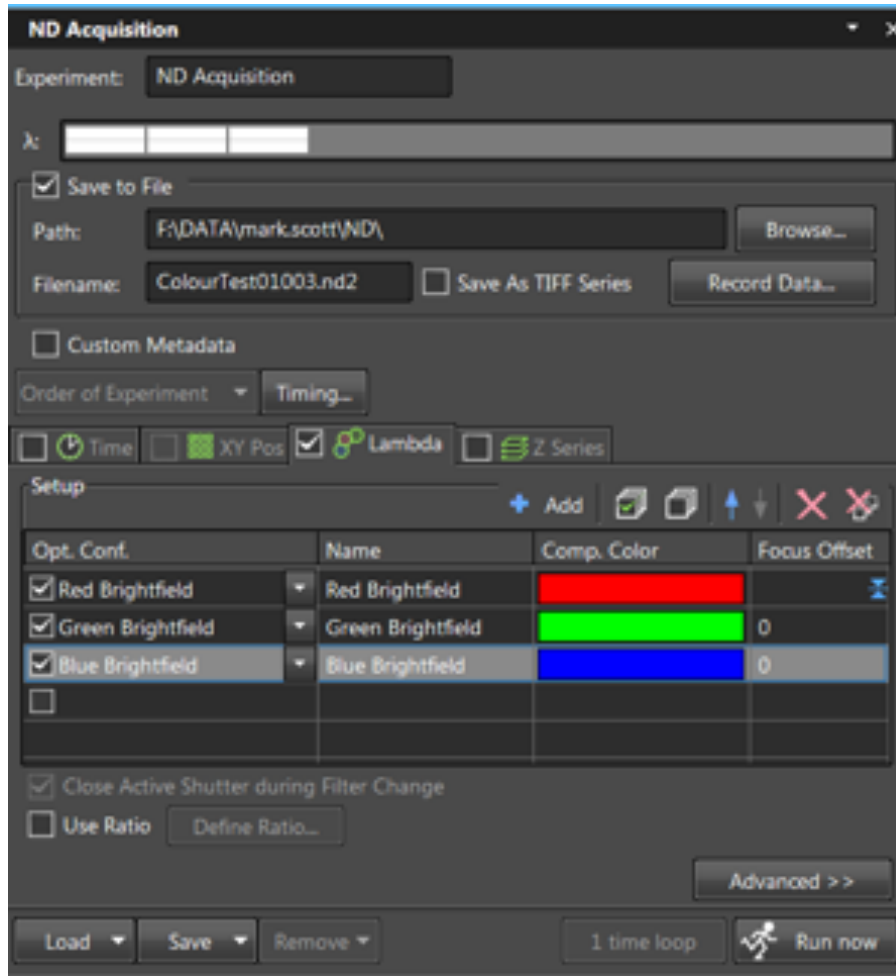 ND Acquisition
Experiment: ND Acquisition
λ:
Save to File
Path: F:\DATA\mark.scott\ND\ Browse...
Filename: ColourTest01003.nd2 Save As TIFF Series Record Data...
Custom Metadata
Order of Experiment Timing...
Time XY Pos Lambda Z Series
Setup
Add
Opt. Conf. Name Comp. Color Focus Offset
Red Brightfield Red Brightfield
Green Brightfield Green Brightfield 0
Blue Brightfield Blue Brightfield 0
Close Active Shutter during Filter Change
Use Ratio Define Ratio...
Advanced >>
Load Save Remove 1 time loop Run now